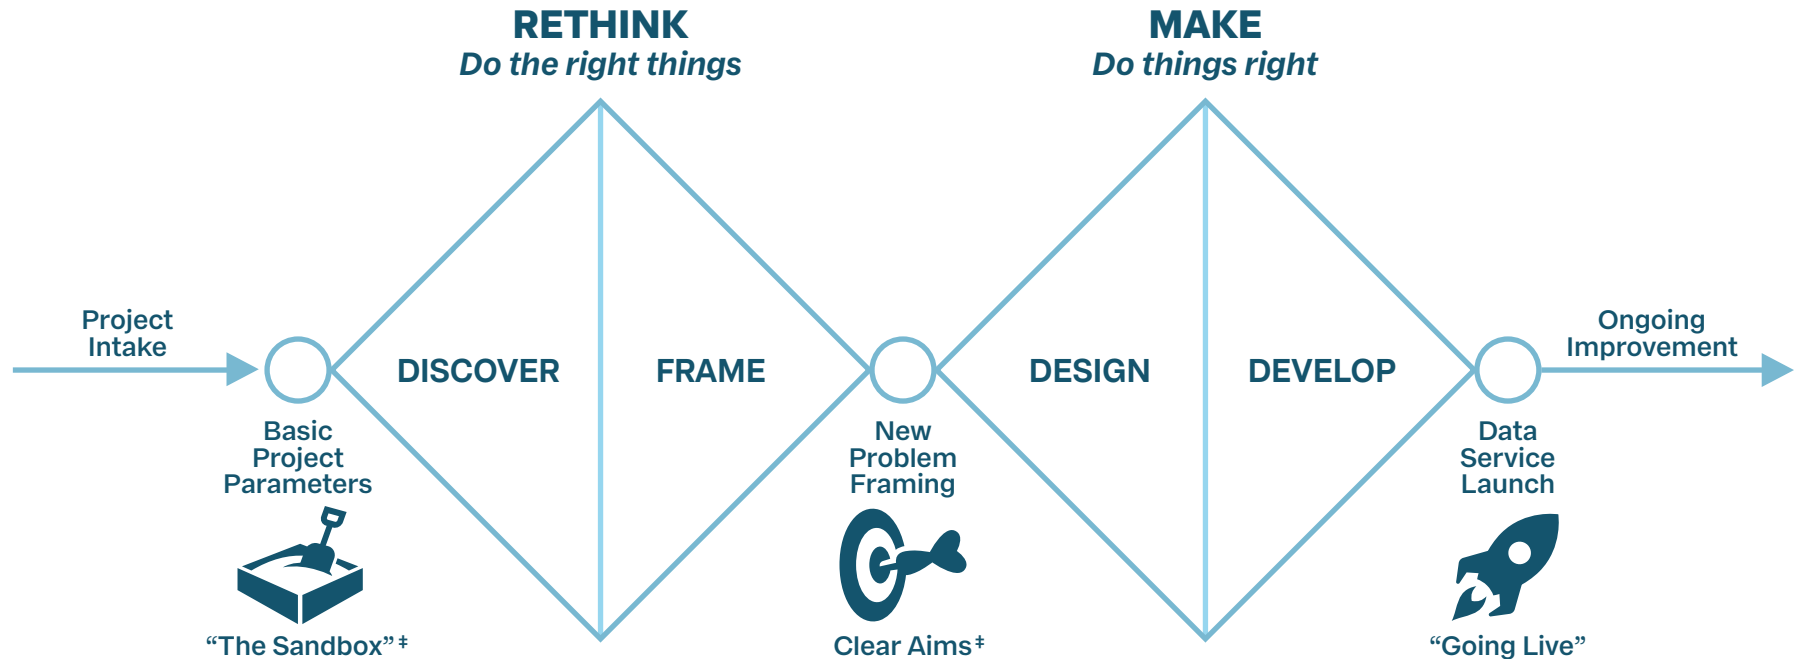 RETHINK
Do the right things
MAKE
Do things right
Project
Intake
DISCOVER
FRAME
DESIGN
DEVELOP
Ongoing
Improvement
Basic
Project
Parameters
New
Problem
Framing
Data
Service
Launch
“The Sandbox”‡
Clear Aims‡
“Going Live”